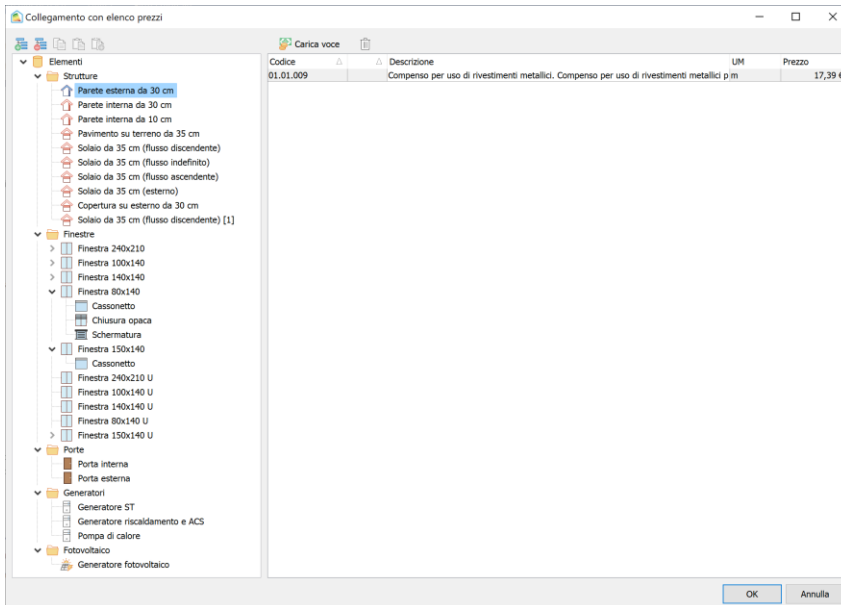 Collegamento con elenco prezzi
Carica voce
Elementi
Strutture
Parete esterna da 30 cm
Parete interna da 30 cm
Parete interna da 10 cm
Pavimento su terreno da 35 cm
Solaio da 35 cm (flusso discendente)
Solaio da 35 cm (flusso indefinito)
Solaio da 35 cm (flusso ascendente)
Solaio da 35 cm (esterno)
Copertura su esterno da 30 cm
Solaio da 35 cm (flusso discendente) [1]
Finestre
Finestra 240x210
Finestra 100x140
Finestra 140x140
Finestra 80x140
Cassonetto
Chiusura opaca
Schermatura
Finestra 150x140
Cassonetto
Finestra 240x210 U
Finestra 100x140 U
Finestra 140x140 U
Finestra 80x140 U
Finestra 150x140 U
Porte
Porta interna
Porta esterna
Generatori
Generatore ST
Generatore riscaldamento e ACS
Pompa di calore
Fotovoltaico
Generatore fotovoltaico
Codice Descrizione UM Prezzo
01.01.009 Compenso per uso di rivestimenti metallici. Compenso per uso di rivestimenti metallici p m 17,39 €
OK Annulla